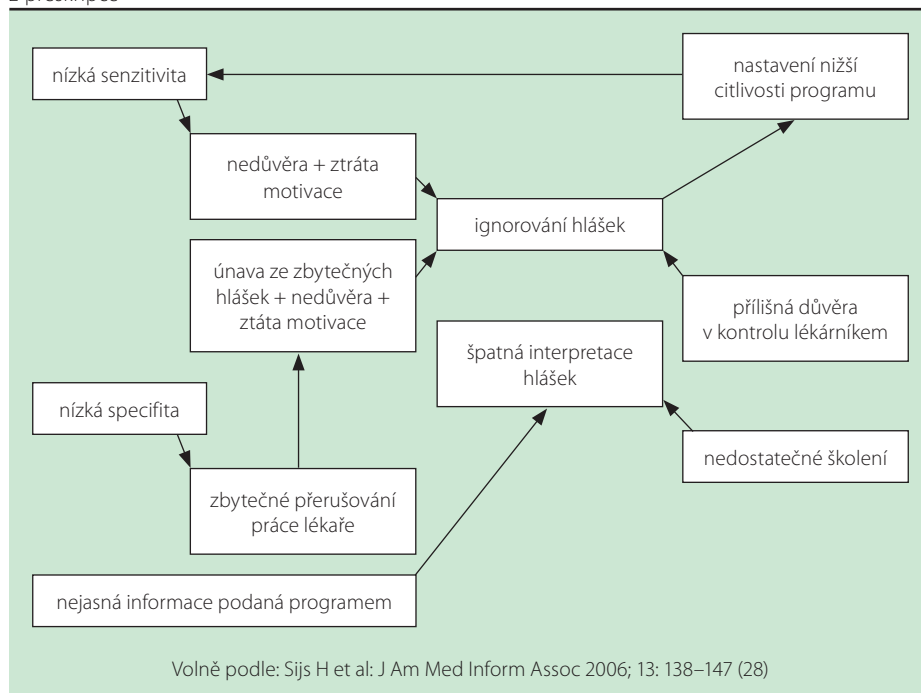 nízká senzitivita
nastavení nižší
citlivosti programu
nedůvěra + ztráta
motivace
ignorování hlášek
únava ze zbytečných
hlášek + nedůvěra +
ztáta motivace
přílišná důvěra
v kontrolu lékárníkem
špatná interpretace
hlášek
nízká specifita
nedostatečné školení
zbytečné přerušování
práce lékaře
nejasná informace podaná programem
Volně podle: Sijs H et al: J Am Med Inform Assoc 2006; 13: 138–147 (28)